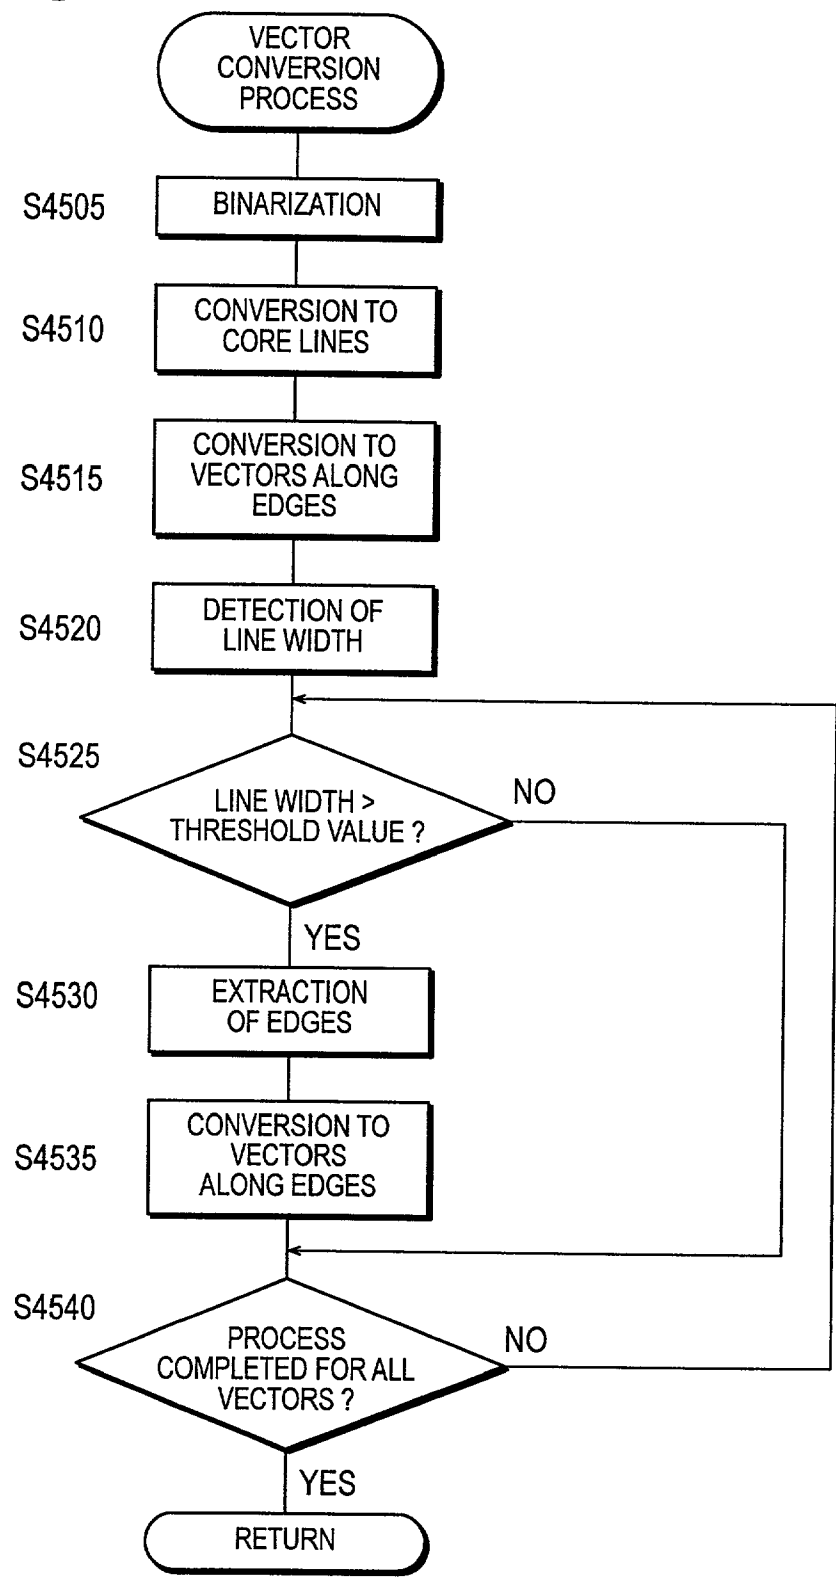 VECTOR
CONVERSION
PROCESS
S4505
BINARIZATION
S4510
CONVERSION TO
CORE LINES
S4515
CONVERSION TO
VECTORS ALONG
EDGES
S4520
DETECTION OF
LINE WIDTH
S4525
LINE WIDTH >
THRESHOLD VALUE ?
NO
YES
S4530
EXTRACTION
OF EDGES
S4535
CONVERSION TO
VECTORS
ALONG EDGES
S4540
PROCESS
COMPLETED FOR ALL
VECTORS ?
NO
YES
RETURN